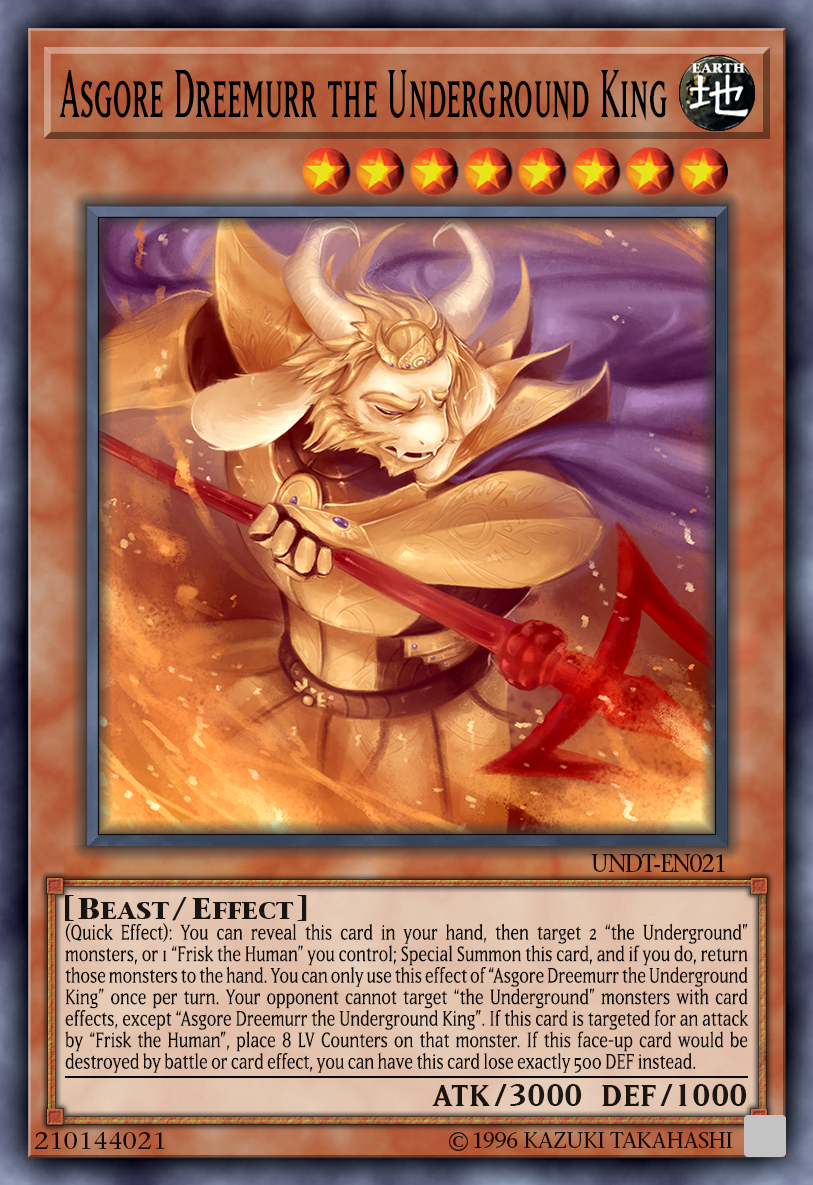 Asgore Dreemurr the Underground King
EARTH
地
UNDT-EN021
[Beast / Effect]
(Quick Effect): You can reveal this card in your hand, then target 2 “the Underground”
monsters, or 1 “Frisk the Human” you control; Special Summon this card, and if you do, return
those monsters to the hand. You can only use this effect of “Asgore Dreemurr the Underground
King” once per turn. Your opponent cannot target “the Underground” monsters with card
effects, except “Asgore Dreemurr the Underground King”. If this card is targeted for an attack
by “Frisk the Human”, place 8 LV Counters on that monster. If this face-up card would be
destroyed by battle or card effect, you can have this card lose exactly 500 DEF instead.
ATK/3000 DEF/1000
210144021
© 1996 KAZUKI TAKAHASHI